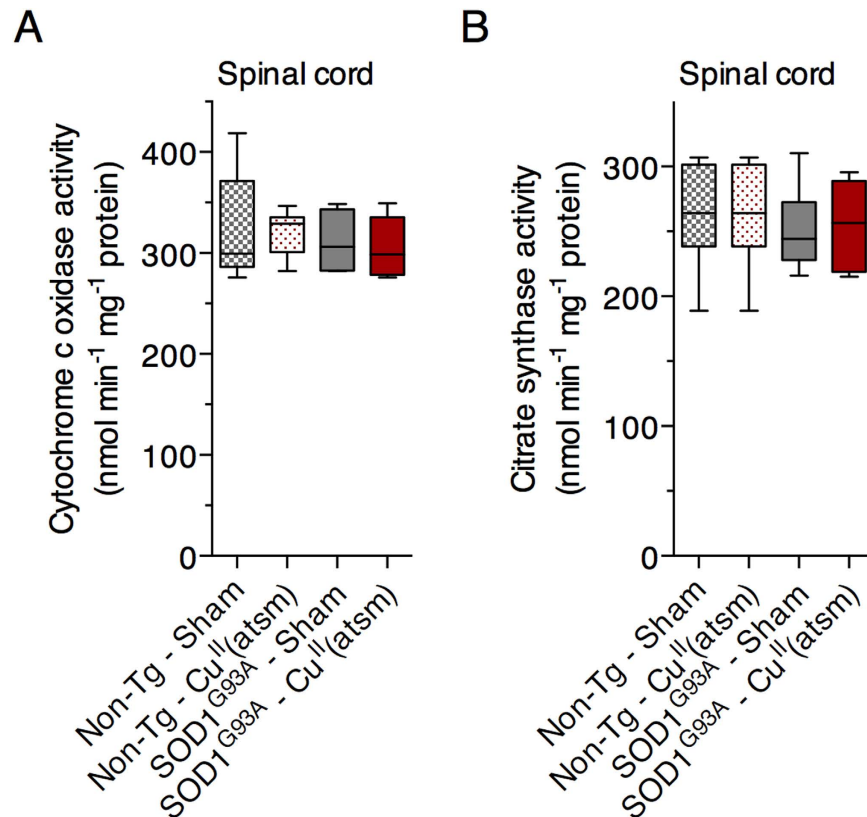 A
Spinal cord
Cytochrome c oxidase activity
(nmol min⁻¹ mg⁻¹ protein)
400
300
200
100
0
Non-Tg - Sham
Non-Tg - Cuᴵᴵ(atsm)
SOD1ᴳ⁹³ᴬ - Sham
SOD1ᴳ⁹³ᴬ - Cuᴵᴵ(atsm)
B
Spinal cord
Citrate synthase activity
(nmol min⁻¹ mg⁻¹ protein)
300
200
100
0
Non-Tg - Sham
Non-Tg - Cuᴵᴵ(atsm)
SOD1ᴳ⁹³ᴬ - Sham
SOD1ᴳ⁹³ᴬ - Cuᴵᴵ(atsm)